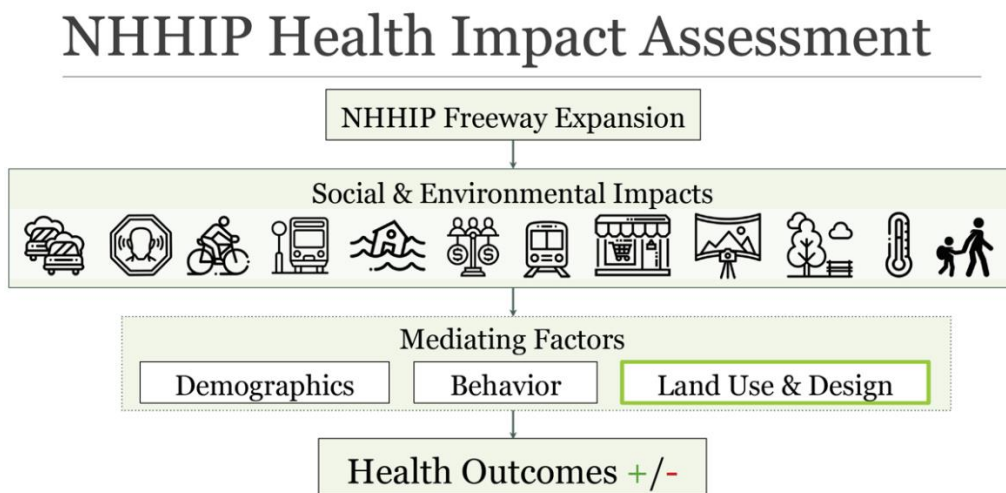 NHHIP Health Impact Assessment
NHHIP Freeway Expansion
Social & Environmental Impacts
$ $
Mediating Factors
Demographics
Behavior
Land Use & Design
Health Outcomes +/-